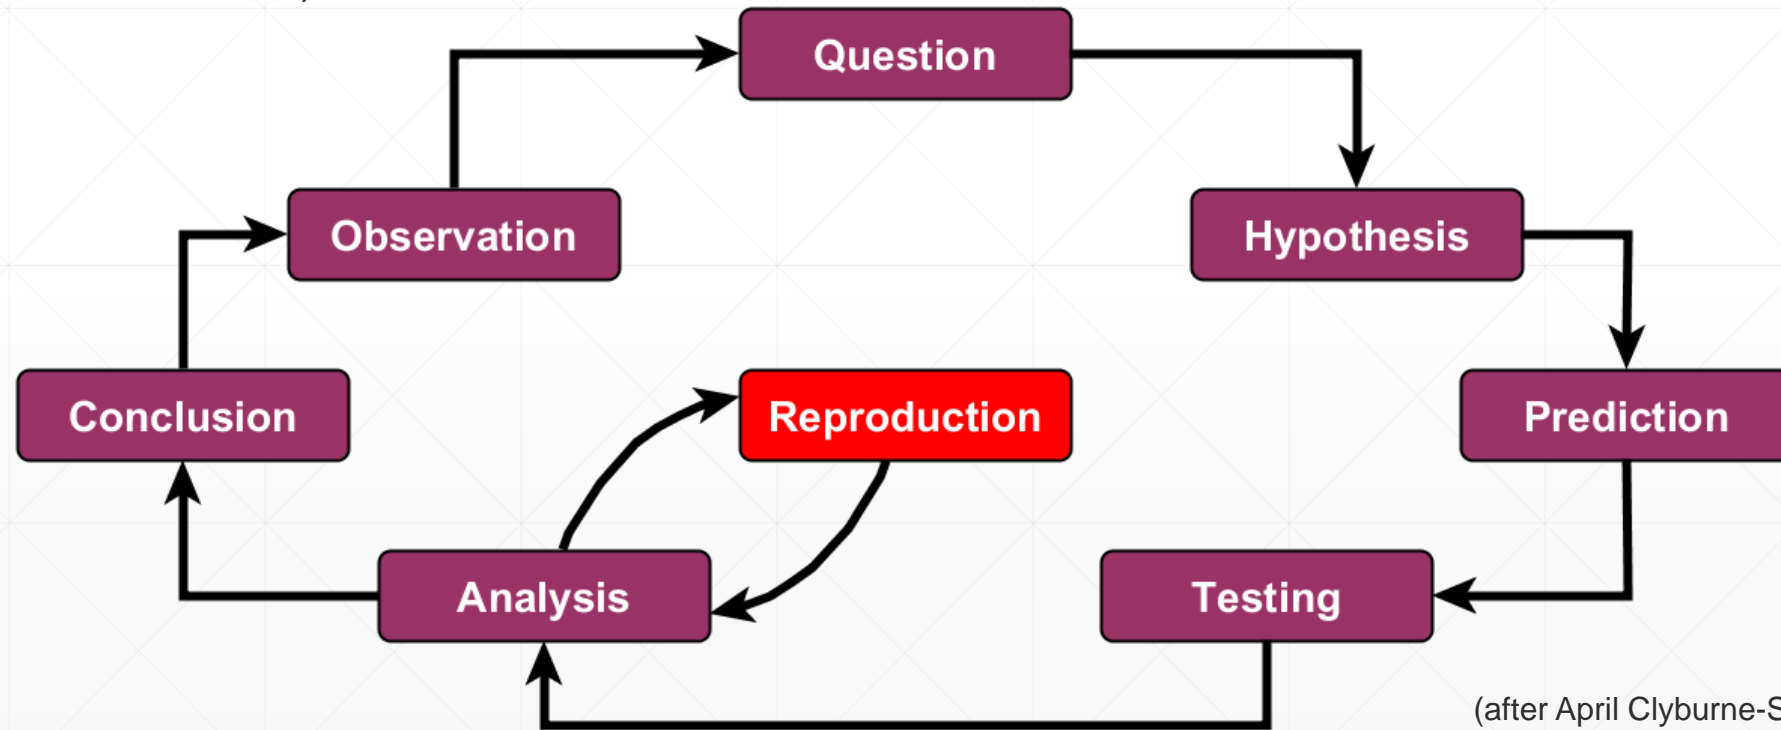 Question
Observation
Hypothesis
Conclusion
Reproduction
Prediction
Analysis
Testing
(after April Clyburne-S